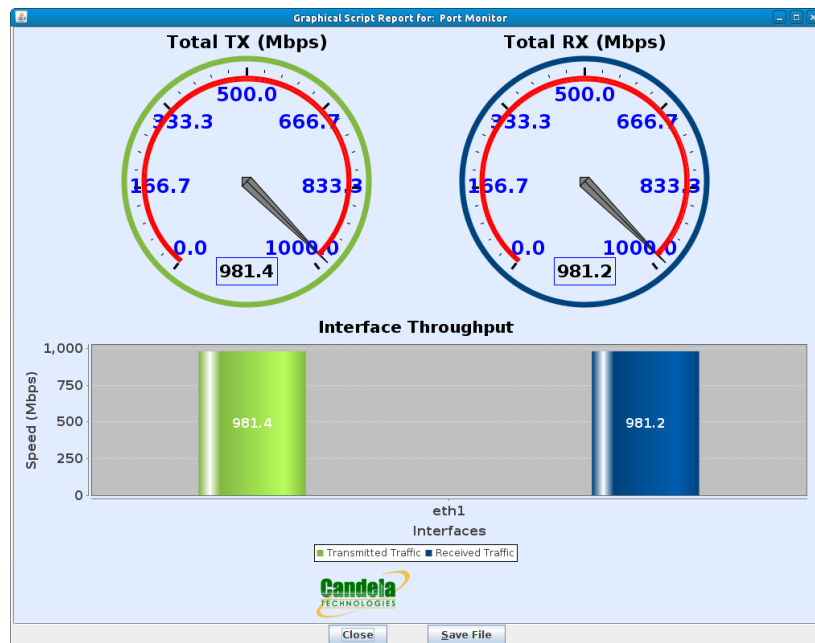 Graphical Script Report for: Port Monitor
Total TX (Mbps)
Total RX (Mbps)
500.0
333.3
666.7
166.7
833.3
0.0
1000.0
981.4
500.0
333.3
666.7
166.7
833.3
0.0
1000.0
981.2
Interface Throughput
Speed (Mbps)
1,000
750
500
250
0
981.4
981.2
eth1
Interfaces
Transmitted Traffic
Received Traffic
Candela
TECHNOLOGIES
Close
Save File